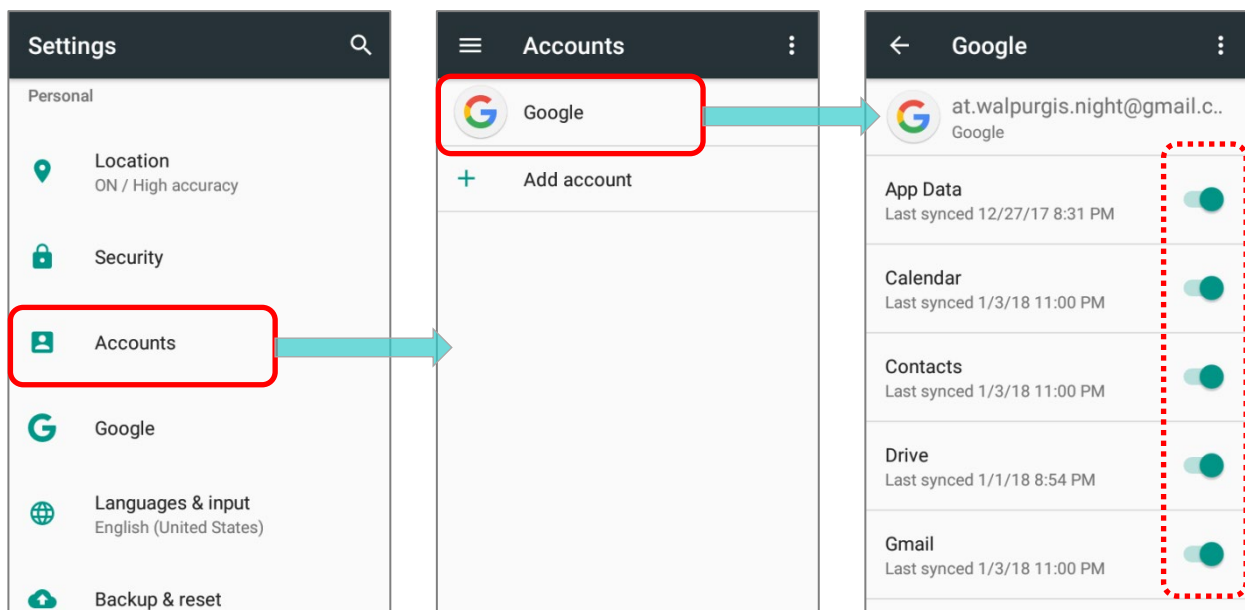 Settings
Personal
Location
ON / High accuracy
Security
Accounts
Google
Languages & input
English (United States)
Backup & reset
Accounts
Google
Add account
Google
at.walpurgis.night@gmail.c..
Google
App Data
Last synced 12/27/17 8:31 PM
Calendar
Last synced 1/3/18 11:00 PM
Contacts
Last synced 1/3/18 11:00 PM
Drive
Last synced 1/1/18 8:54 PM
Gmail
Last synced 1/3/18 11:00 PM